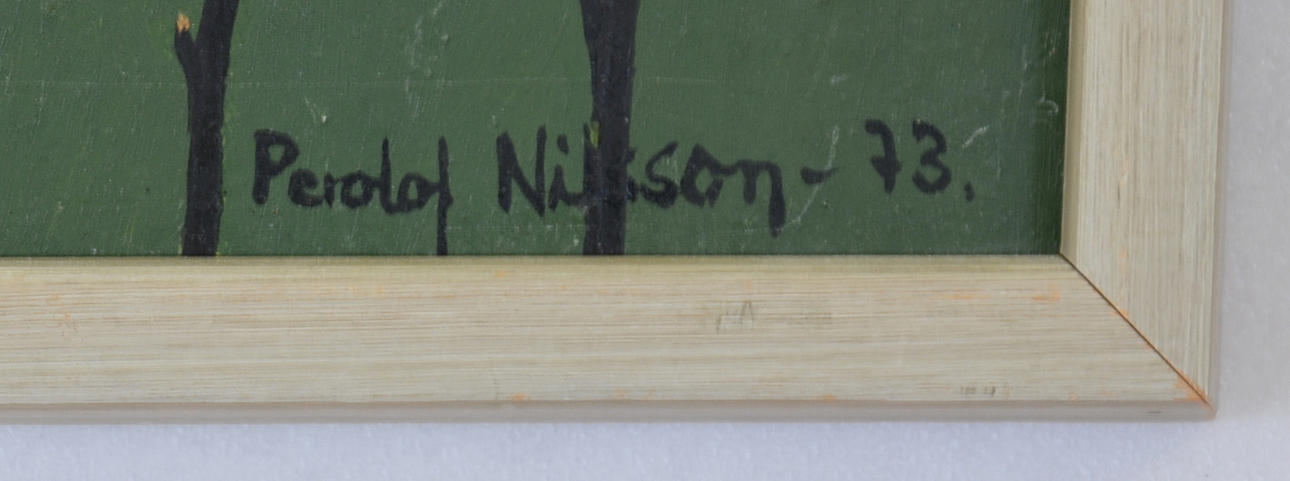 Perolof Nilsson - 73.